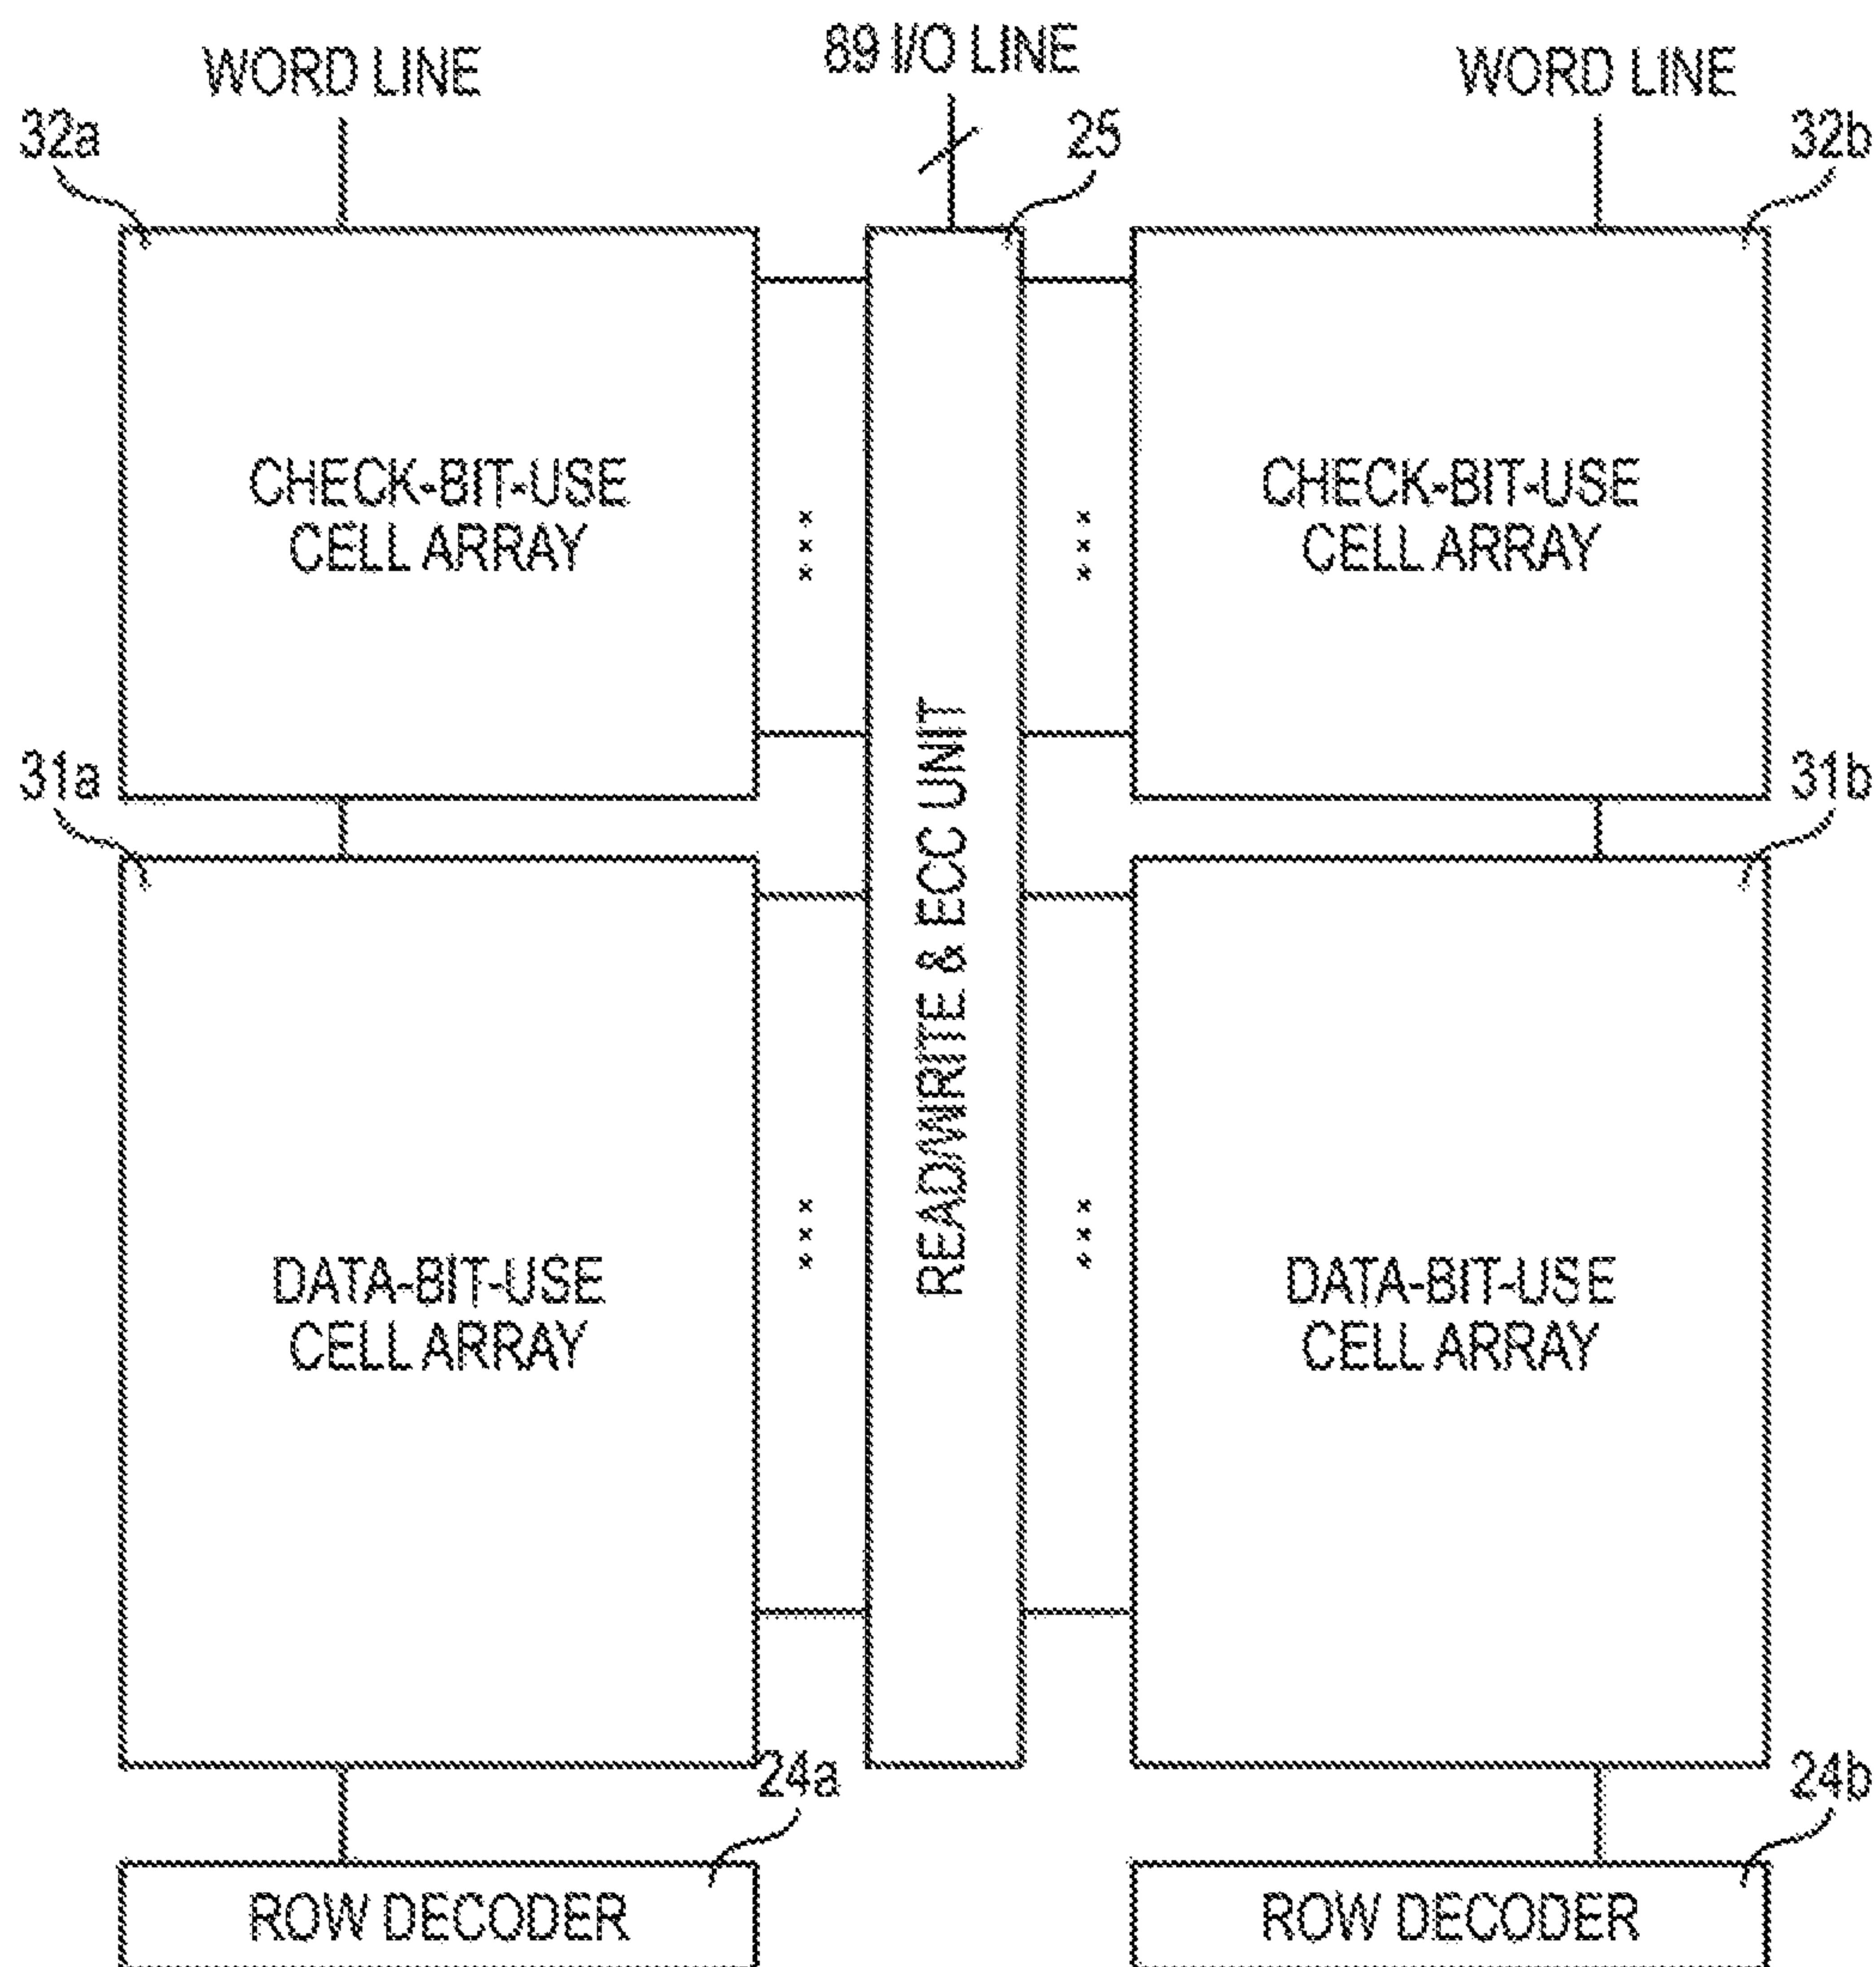 WORD LINE
89 I/O LINE
WORD LINE
32a
25
32b
CHECK-BIT-USE
CELL ARRAY
CHECK-BIT-USE
CELL ARRAY
31a
31b
READ/WRITE & ECC UNIT
DATA-BIT-USE
CELL ARRAY
DATA-BIT-USE
CELL ARRAY
24a
24b
ROW DECODER
ROW DECODER